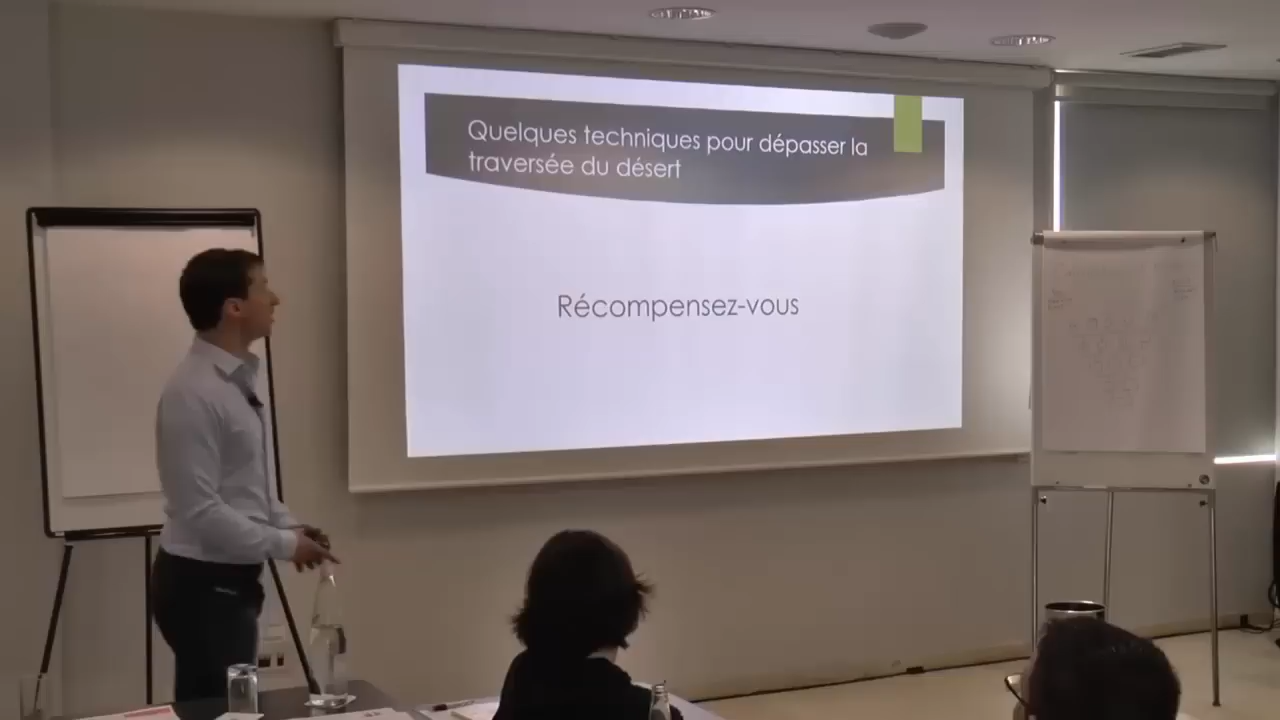 Quelques techniques pour dépasser la
traversée du désert
Récompensez-vous